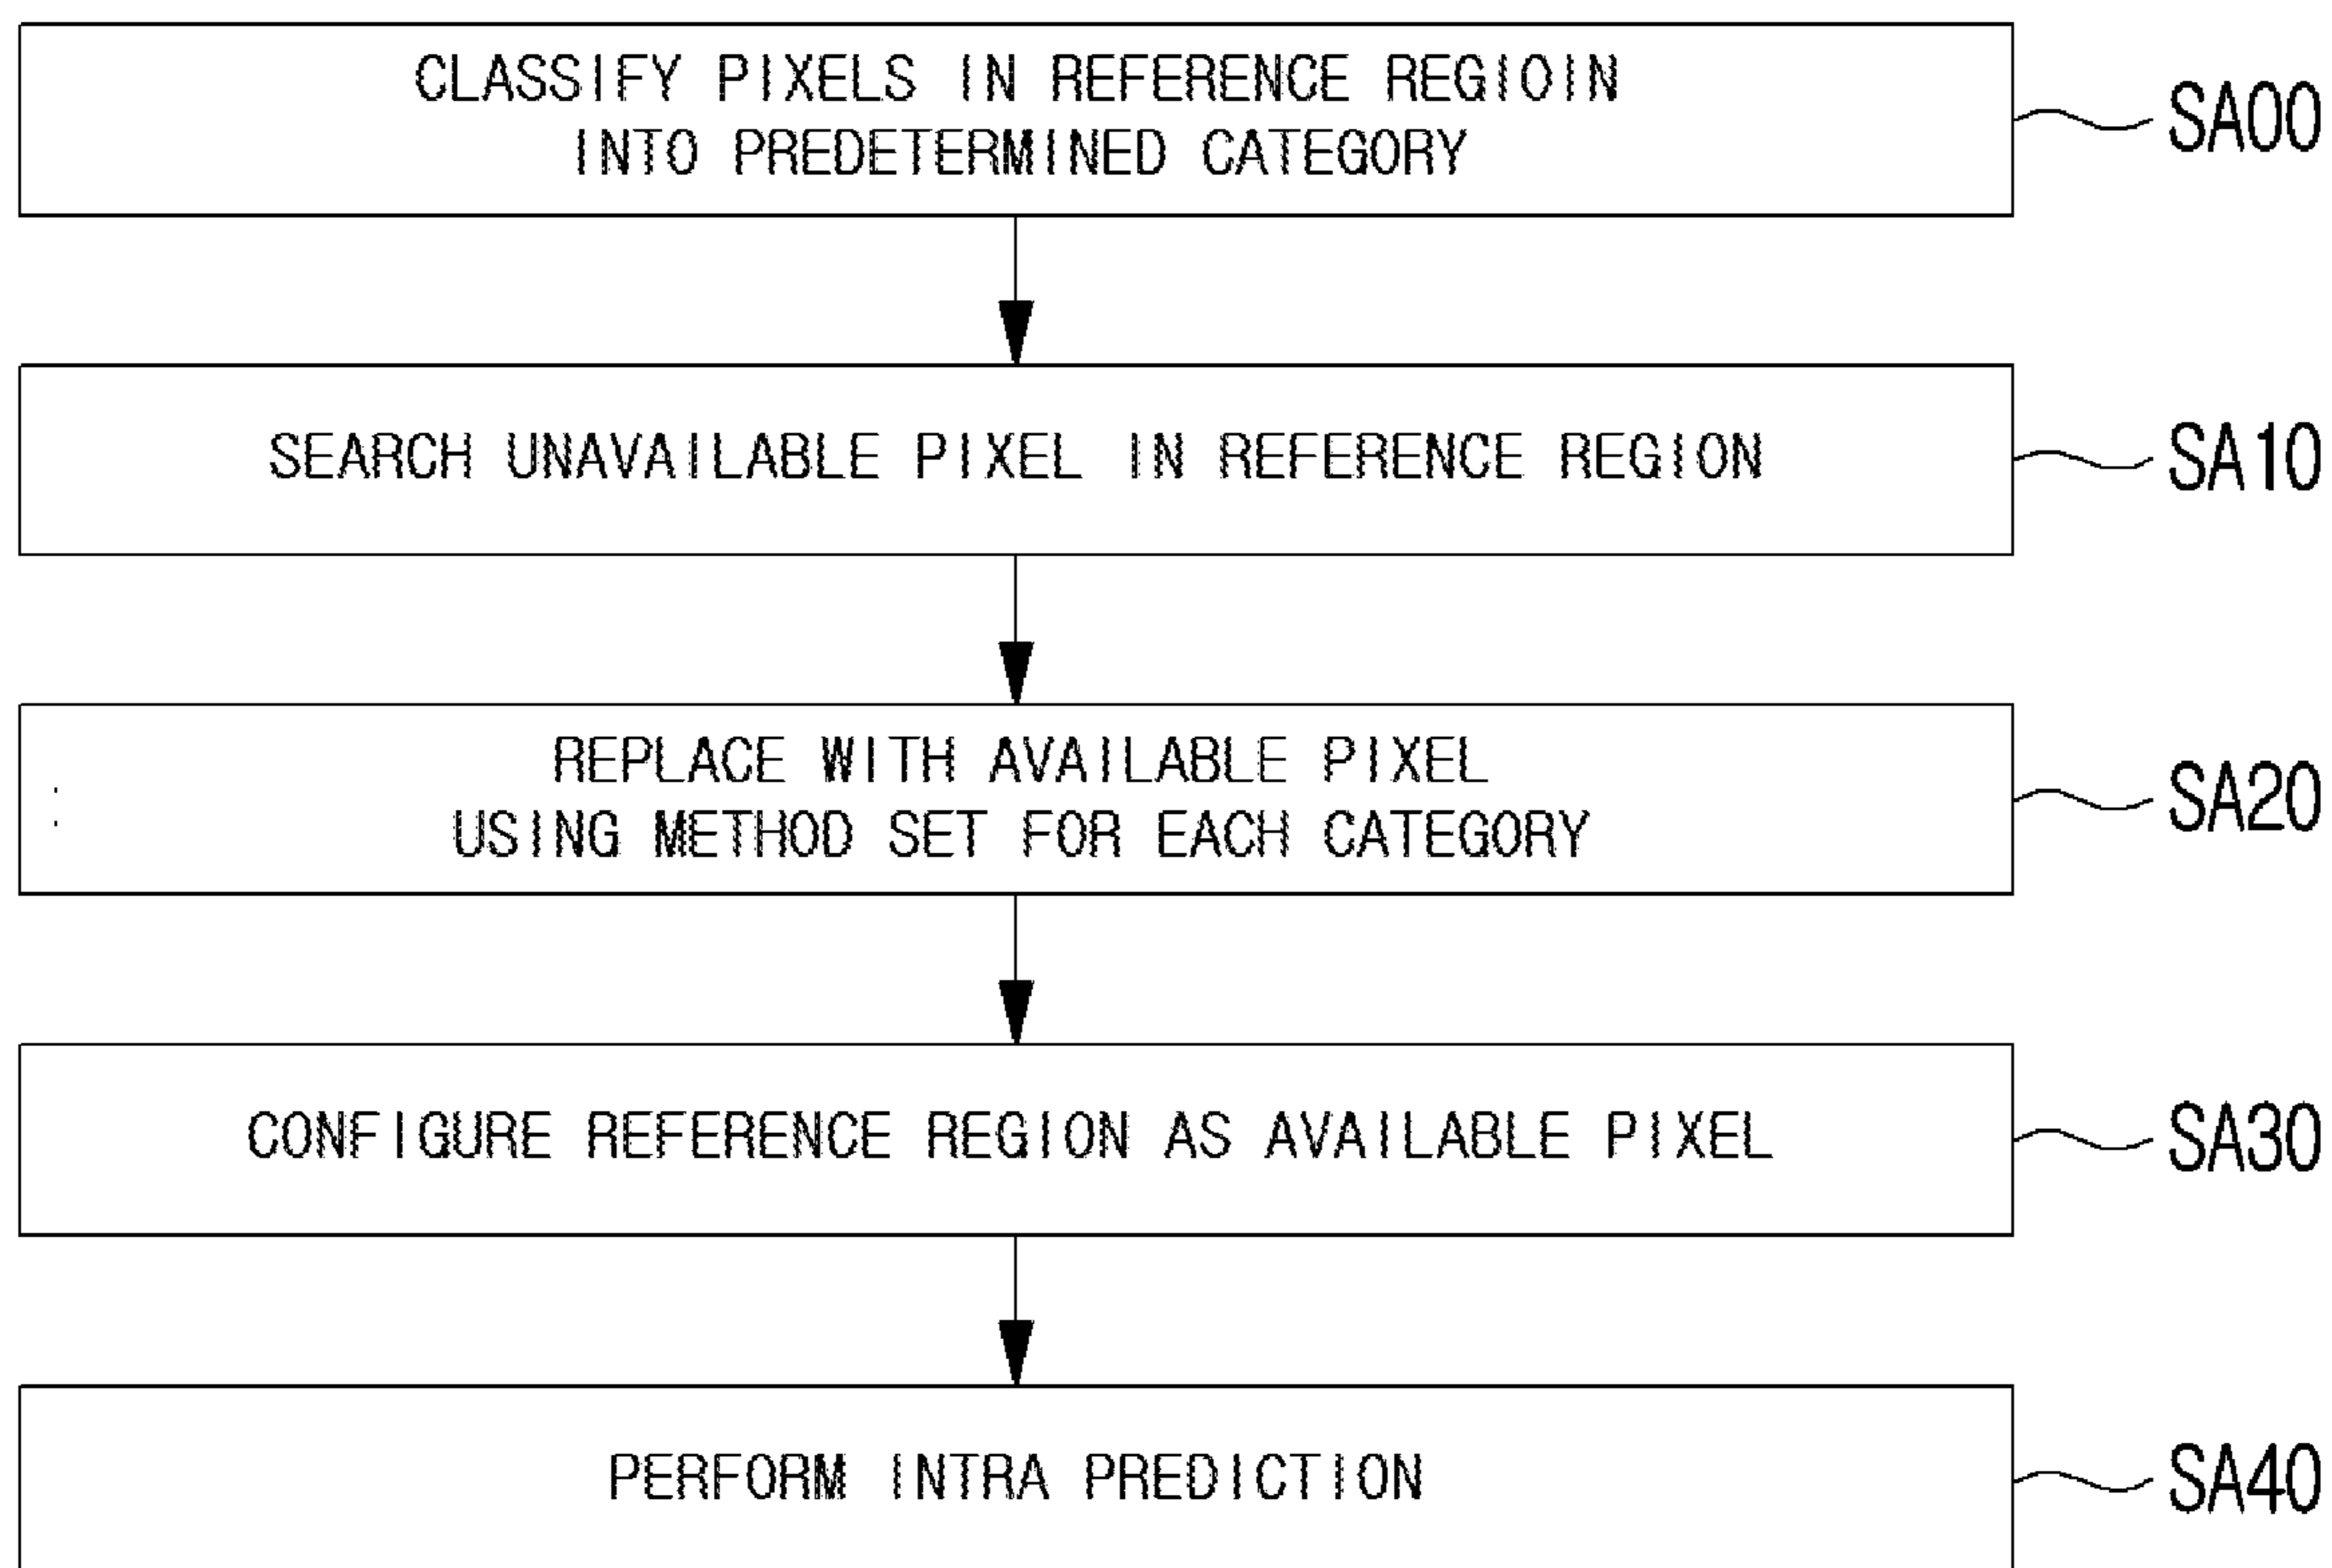 CLASSIFY PIXELS IN REFERENCE REGIOIN
INTO PREDETERMINED CATEGORY
SA00
SEARCH UNAVAILABLE PIXEL IN REFERENCE REGION
SA10
REPLACE WITH AVAILABLE PIXEL
USING METHOD SET FOR EACH CATEGORY
SA20
CONFIGURE REFERENCE REGION AS AVAILABLE PIXEL
SA30
PERFORM INTRA PREDICTION
SA40